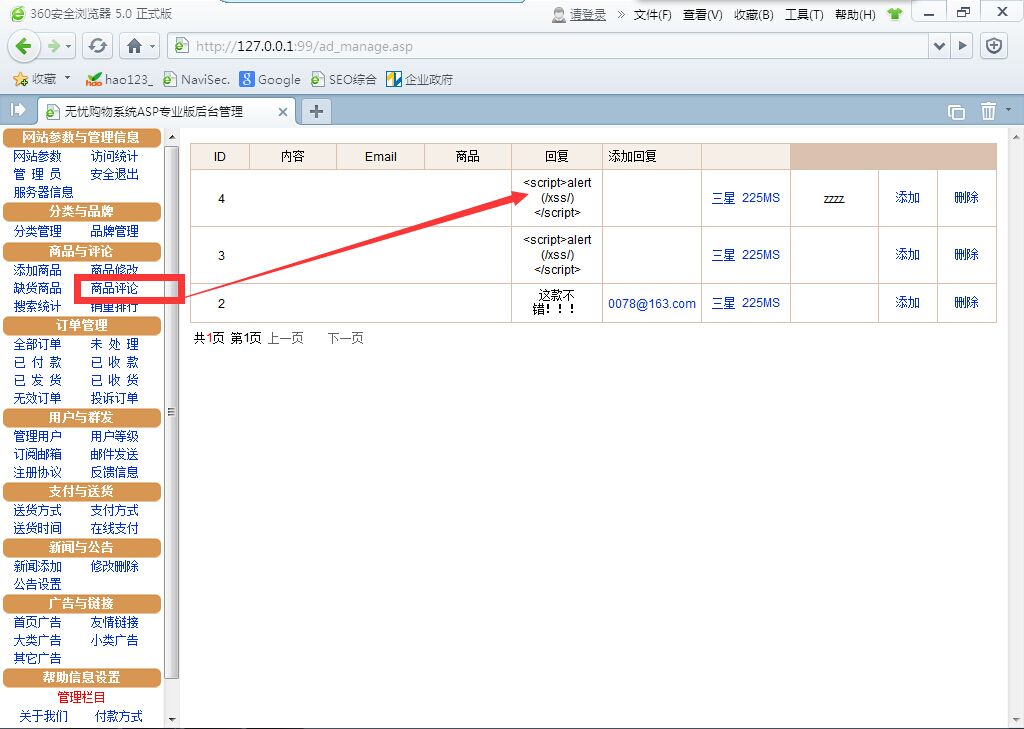 360安全浏览器 5.0 正式版
请登录 » 文件(F) 查看(V) 收藏(B) 工具(T) 帮助(H)
http://127.0.0.1:99/ad_manage.asp
收藏 hao123_ NaviSec. Google SEO综合 企业政府
无忧购物系统ASP专业版后台管理
网站参数与管理信息
网站参数 访问统计
管 理 员 安全退出
服务器信息
分类与品牌
分类管理 品牌管理
商品与评论
添加商品 商品修改
缺货商品 商品评论
搜索统计 销量排行
订单管理
全部订单 未 处 理
已 付 款 已 收 款
已 发 货 已 收 货
无效订单 投诉订单
用户与群发
管理用户 用户等级
订阅邮箱 邮件发送
注册协议 反馈信息
支付与送货
送货方式 支付方式
送货时间 在线支付
新闻与公告
新闻添加 修改删除
公告设置
广告与链接
首页广告 友情链接
大类广告 小类广告
其它广告
帮助信息设置
管理栏目
关于我们 付款方式
ID 内容 Email 商品 回复 添加回复
4 <script>alert
(/xss/)
</script> 三星 225MS zzzz 添加 删除
3 <script>alert
(/xss/)
</script> 三星 225MS 添加 删除
2 这款不
错！！！ 0078@163.com 三星 225MS 添加 删除
共1页 第1页 上一页 下一页